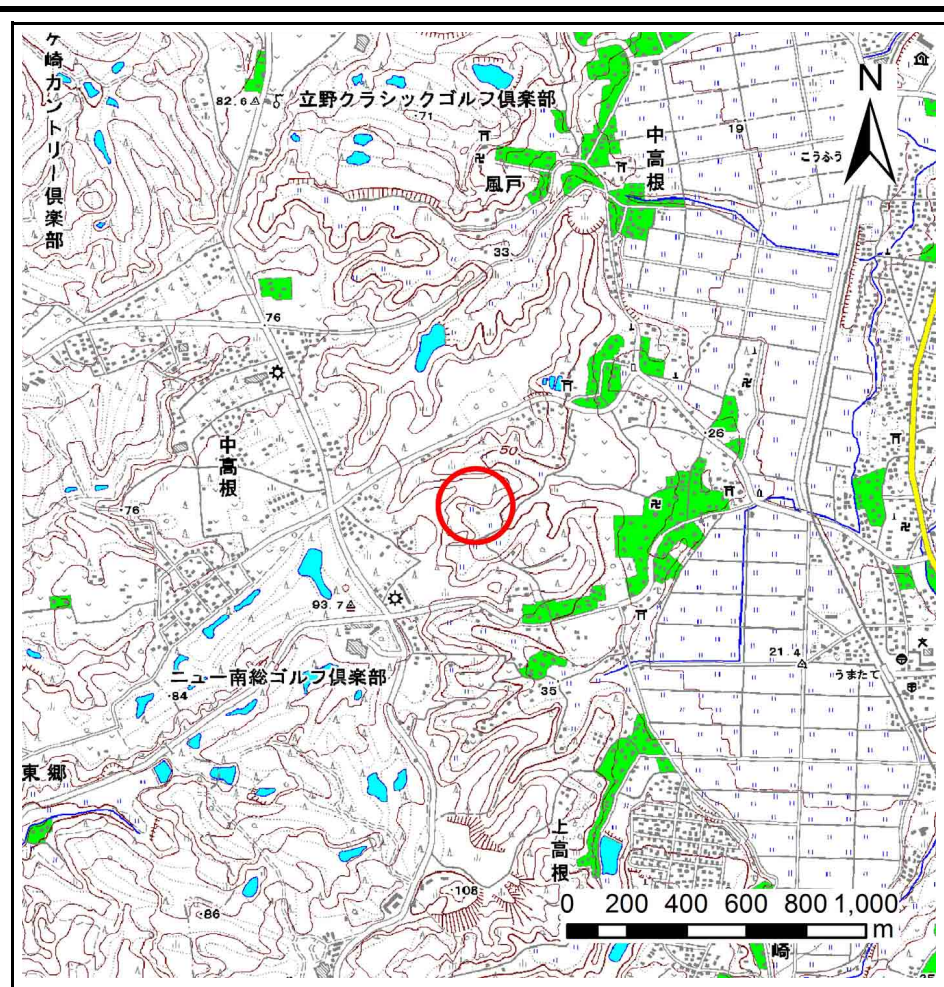 ヶ崎カントリー倶楽部
82.6
立野クラシックゴルフ倶楽部
71
N
19
中高根
こうふう
風戸
33
76
26
中高根
50
76
93.7
21.4
うまたて
ニュー南総ゴルフ倶楽部
84
35
東郷
上高根
108
86
0 200 400 600 800 1,000
m
崎